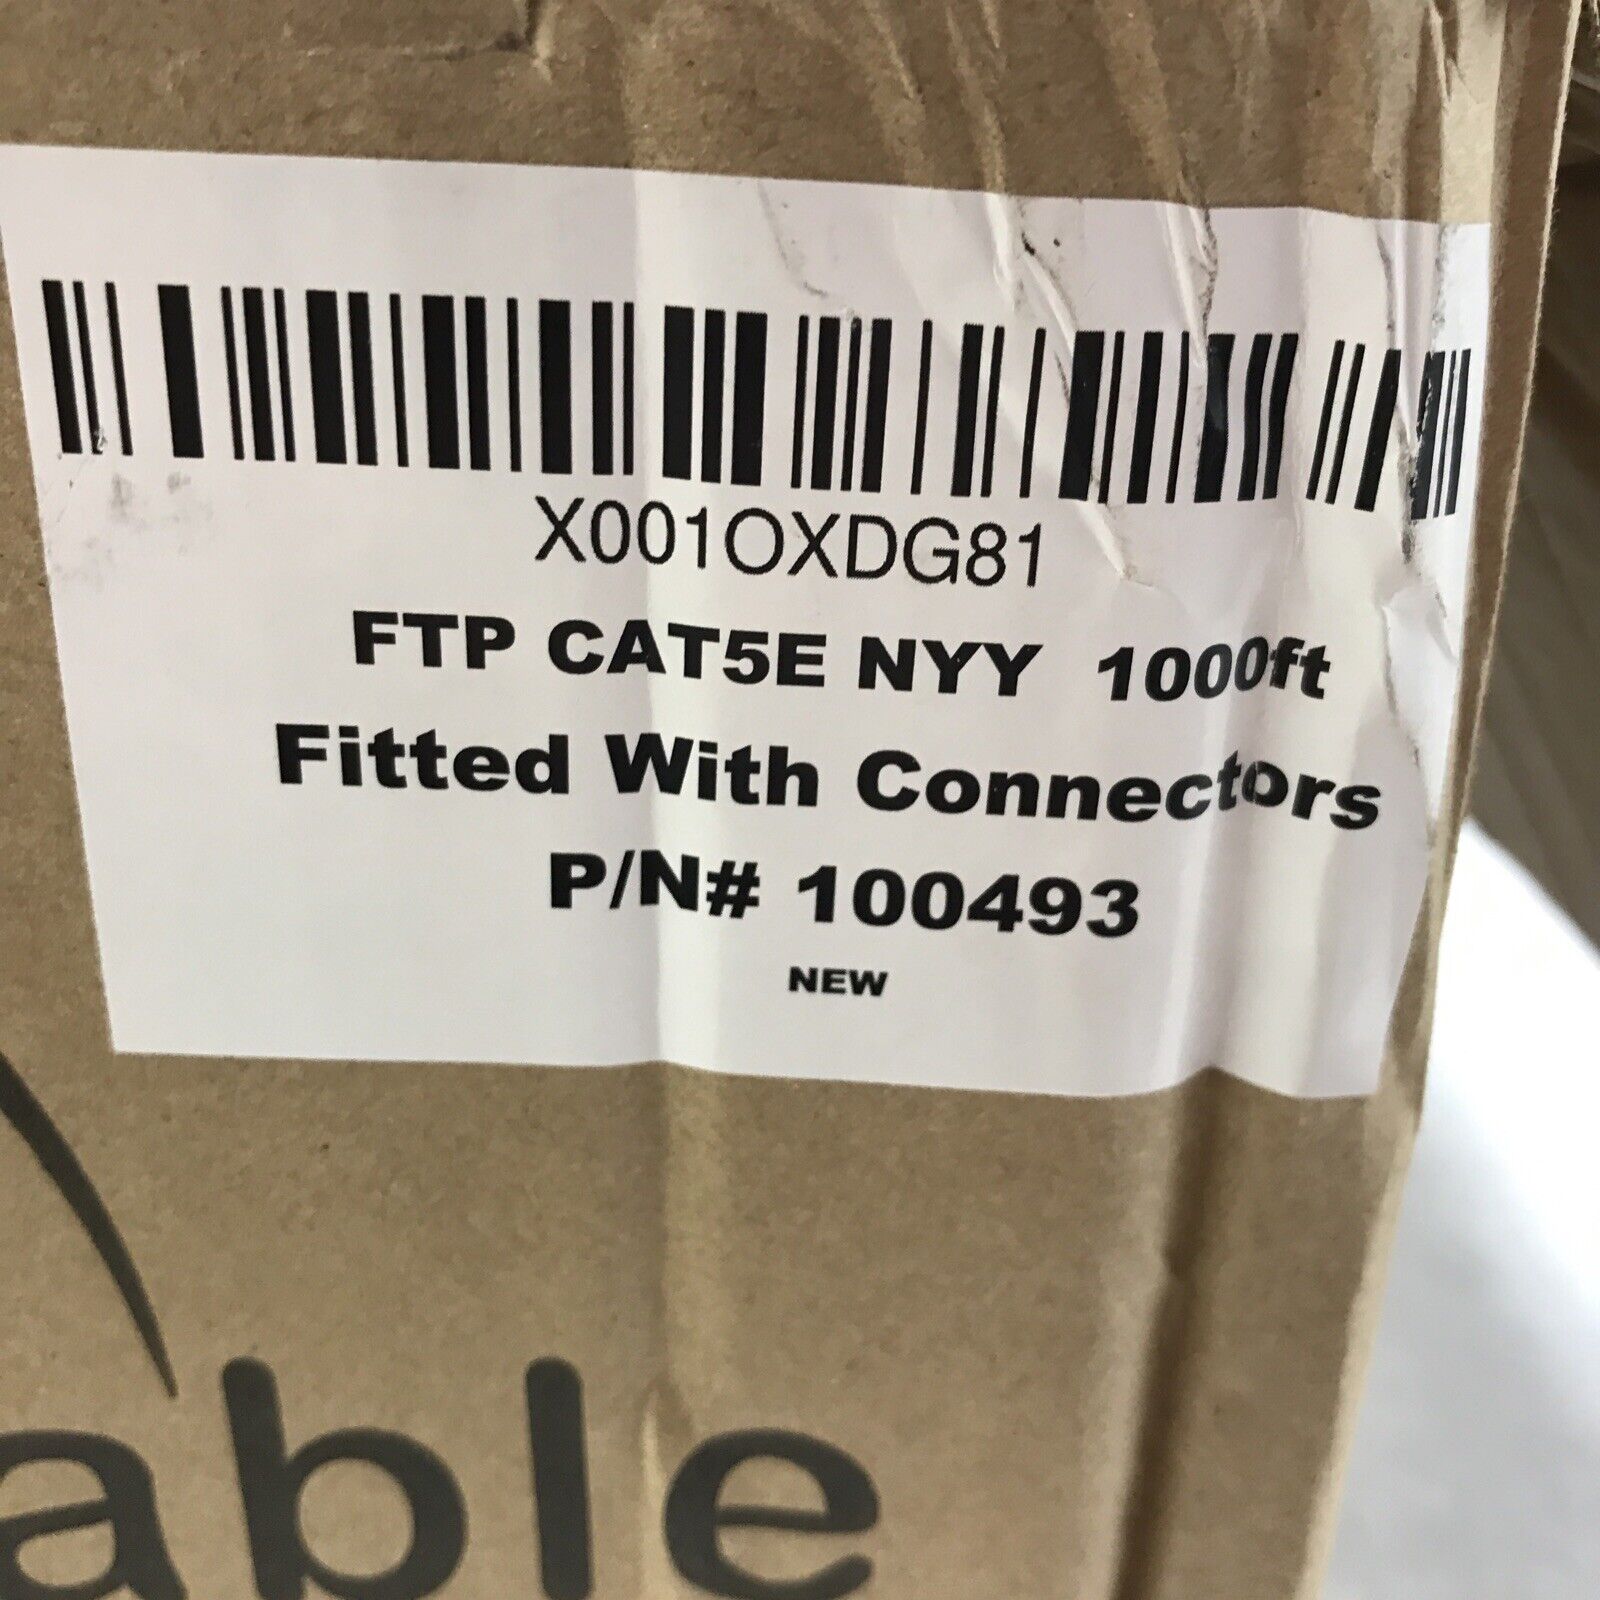 X001OXDG81
FTP CAT5E NYY 1000ft
Fitted With Connectors
P/N# 100493
NEW
able